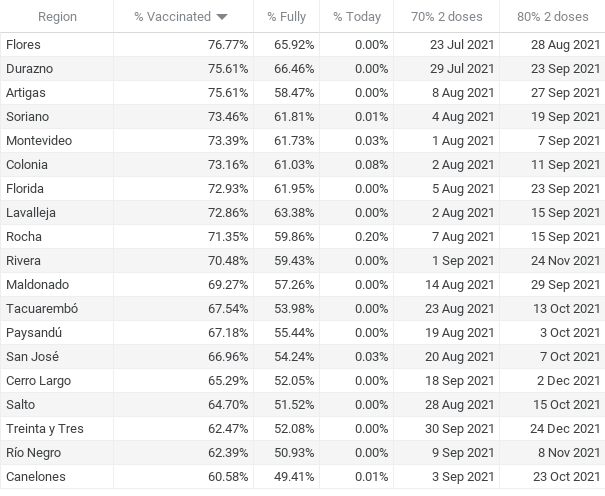 Region % Vaccinated % Fully % Today 70% 2 doses 80% 2 doses
Flores 76.77% 65.92% 0.00% 23 Jul 2021 28 Aug 2021
Durazno 75.61% 66.46% 0.00% 29 Jul 2021 23 Sep 2021
Artigas 75.61% 58.47% 0.00% 8 Aug 2021 27 Sep 2021
Soriano 73.46% 61.81% 0.01% 4 Aug 2021 19 Sep 2021
Montevideo 73.39% 61.73% 0.03% 1 Aug 2021 7 Sep 2021
Colonia 73.16% 61.03% 0.08% 2 Aug 2021 11 Sep 2021
Florida 72.93% 61.95% 0.00% 5 Aug 2021 23 Sep 2021
Lavalleja 72.86% 63.38% 0.00% 2 Aug 2021 15 Sep 2021
Rocha 71.35% 59.86% 0.20% 7 Aug 2021 15 Sep 2021
Rivera 70.48% 59.43% 0.00% 1 Sep 2021 24 Nov 2021
Maldonado 69.27% 57.26% 0.00% 14 Aug 2021 29 Sep 2021
Tacuarembó 67.54% 53.98% 0.00% 23 Aug 2021 13 Oct 2021
Paysandú 67.18% 55.44% 0.00% 19 Aug 2021 3 Oct 2021
San José 66.96% 54.24% 0.03% 20 Aug 2021 7 Oct 2021
Cerro Largo 65.29% 52.05% 0.00% 18 Sep 2021 2 Dec 2021
Salto 64.70% 51.52% 0.00% 28 Aug 2021 15 Oct 2021
Treinta y Tres 62.47% 52.08% 0.00% 30 Sep 2021 24 Dec 2021
Río Negro 62.39% 50.93% 0.00% 9 Sep 2021 8 Nov 2021
Canelones 60.58% 49.41% 0.01% 3 Sep 2021 23 Oct 2021